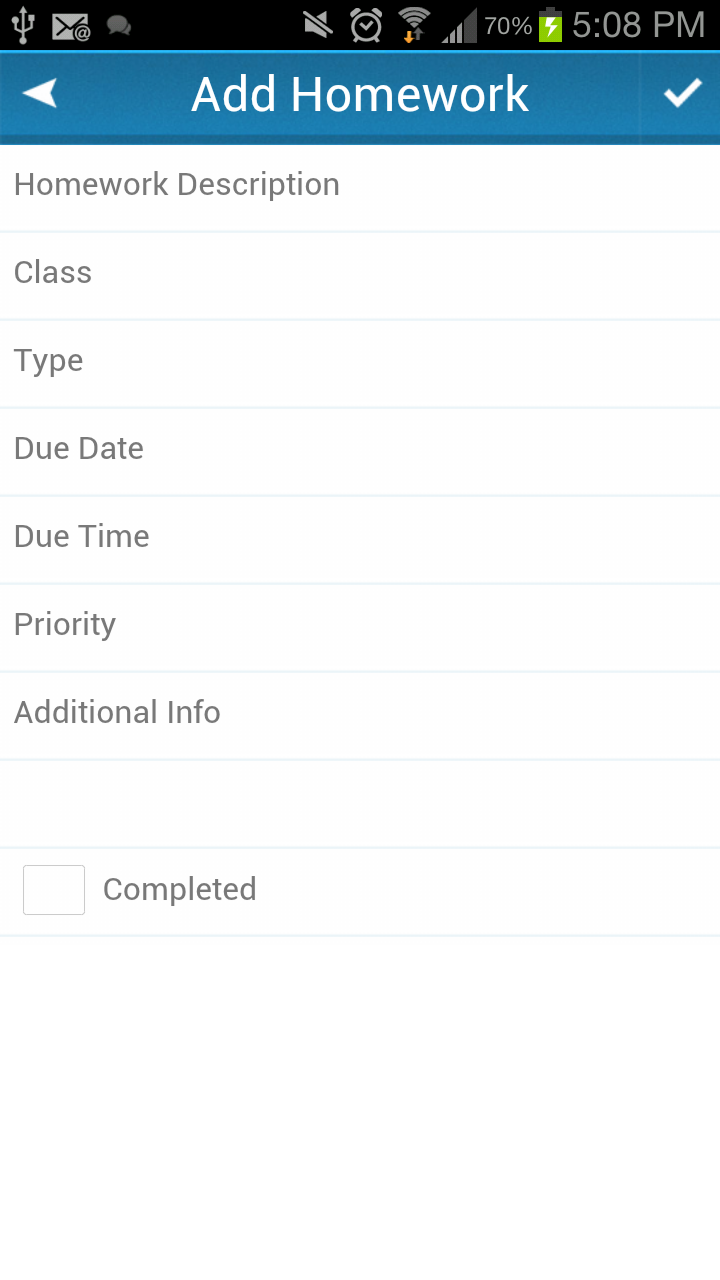 70% 5:08 PM
Add Homework
Homework Description
Class
Type
Due Date
Due Time
Priority
Additional Info
Completed